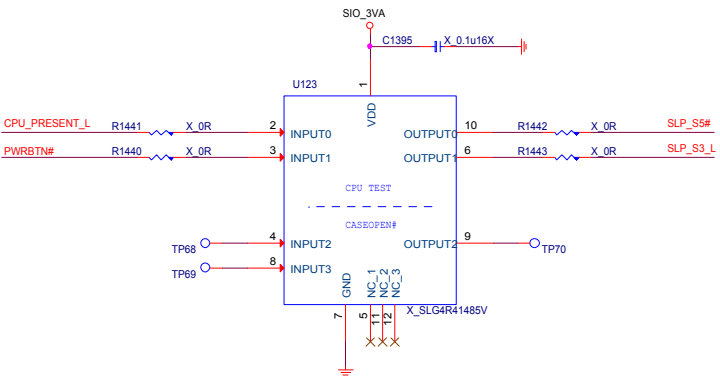 SIO_3VA
C1395 X_0.1u16X
U123
1
VDD
CPU_PRESENT_L R1441 X_0R 2 INPUT0 OUTPUT0 10 R1442 X_0R SLP_S5#
PWRBTN# R1440 X_0R 3 INPUT1 OUTPUT1 6 R1443 X_0R SLP_S3_L
CPU TEST
CASEOPEN#
TP68 4 INPUT2 OUTPUT2 9 TP70
TP69 8 INPUT3
GND NC_1 NC_2 NC_3
X_SLG4R41485V
7 5 11 12